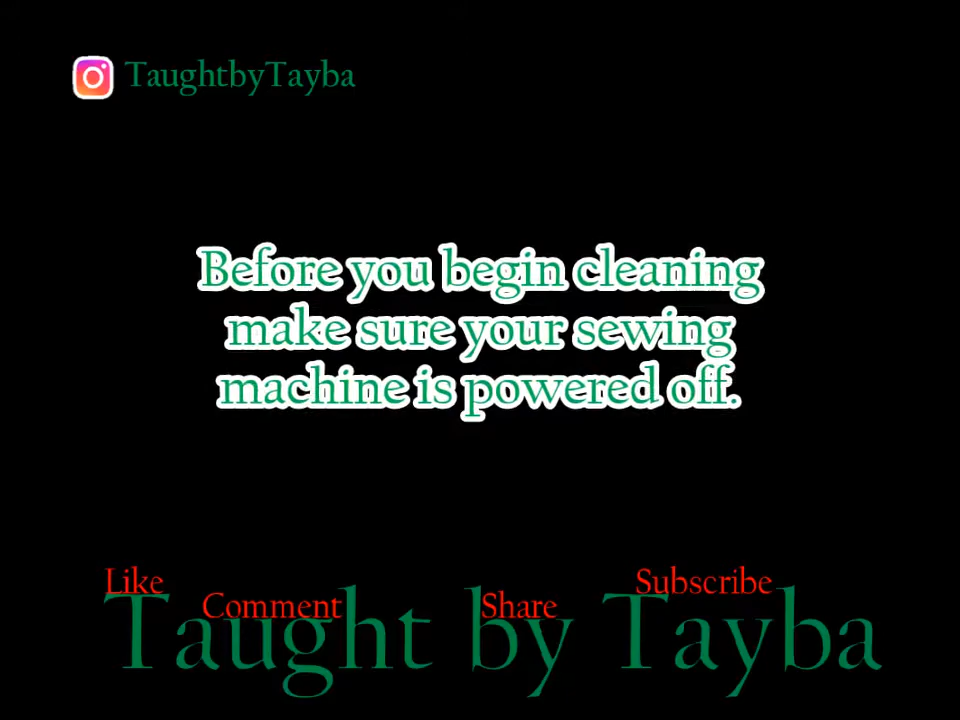 TaughtbyTayba
Before you begin cleaning
make sure your sewing
machine is powered off.
Like
Comment
Share
Subscribe
Taught by Tayba